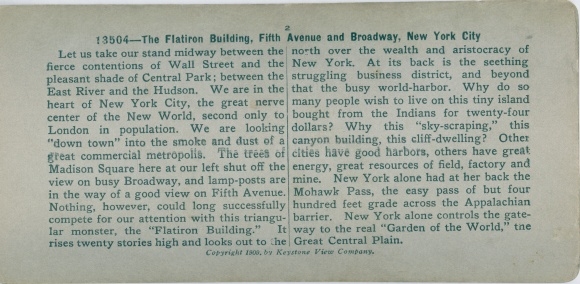 2
13504—The Flatiron Building, Fifth Avenue and Broadway, New York City
Let us take our stand midway between the
fierce contentions of Wall Street and the
pleasant shade of Central Park; between the
East River and the Hudson. We are in the
heart of New York City, the great nerve
center of the New World, second only to
London in population. We are looking
"down town" into the smoke and dust of a
great commercial metropolis. The trees of
Madison Square here at our left shut off the
view on busy Broadway, and lamp-posts are
in the way of a good view on Fifth Avenue.
Nothing, however, could long successfully
compete for our attention with this triangu-
lar monster, the "Flatiron Building." It
rises twenty stories high and looks out to the
north over the wealth and aristocracy of
New York. At its back is the seething
struggling business district, and beyond
that the busy world-harbor. Why do so
many people wish to live on this tiny island
bought from the Indians for twenty-four
dollars? Why this "sky-scraping," this
canyon building, this cliff-dwelling? Other
cities have good harbors, others have great
energy, great resources of field, factory and
mine. New York alone had at her back the
Mohawk Pass, the easy pass of but four
hundred feet grade across the Appalachian
barrier. New York alone controls the gate-
way to the real "Garden of the World," the
Great Central Plain.
Copyright 1905, by Keystone View Company.